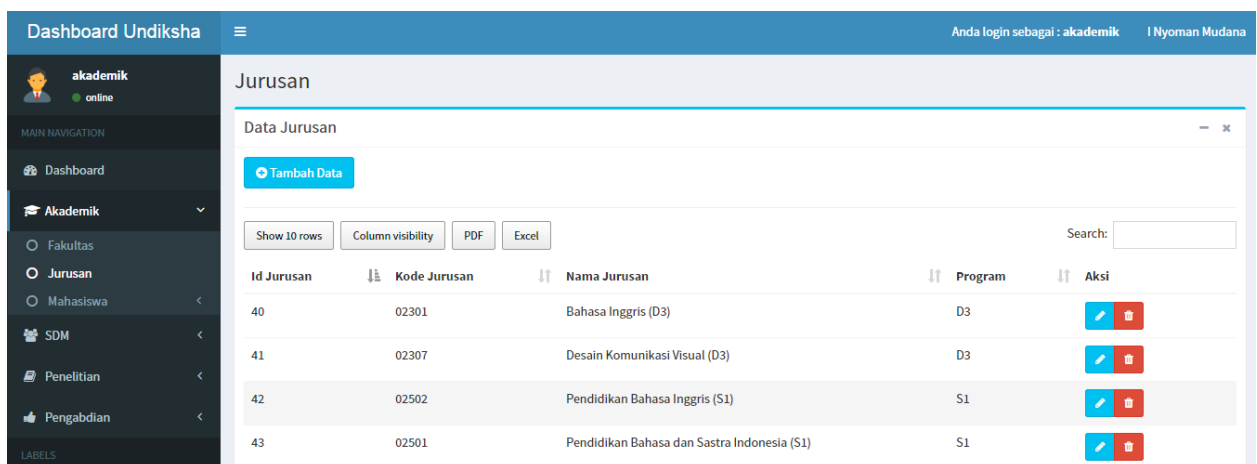 Dashboard Undiksha
Anda login sebagai : akademik I Nyoman Mudana
akademik
online
MAIN NAVIGATION
Dashboard
Akademik
Fakultas
Jurusan
Mahasiswa
SDM
Penelitian
Pengabdian
LABELS
Jurusan
Data Jurusan
Tambah Data
Show 10 rows Column visibility PDF Excel Search:
Id Jurusan Kode Jurusan Nama Jurusan Program Aksi
40 02301 Bahasa Inggris (D3) D3
41 02307 Desain Komunikasi Visual (D3) D3
42 02502 Pendidikan Bahasa Inggris (S1) S1
43 02501 Pendidikan Bahasa dan Sastra Indonesia (S1) S1